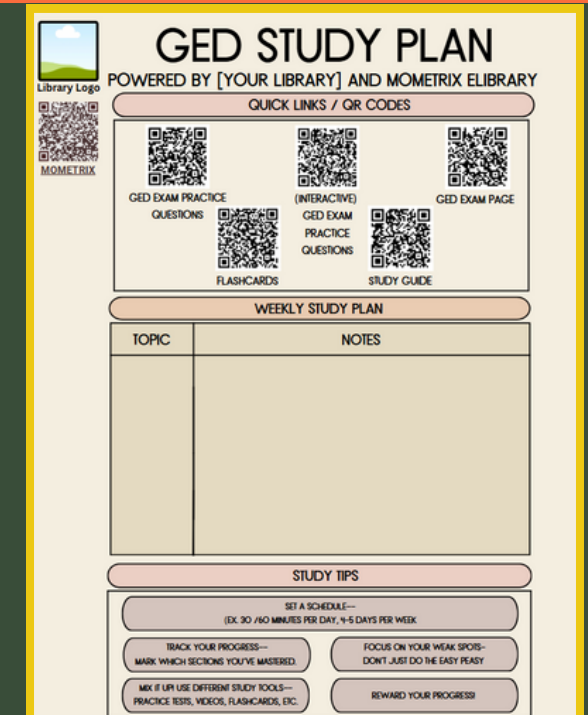 GED STUDY PLAN
Library Logo
POWERED BY [YOUR LIBRARY] AND MOMETRIX ELIBRARY
MOMETRIX
QUICK LINKS / QR CODES
GED EXAM PRACTICE
QUESTIONS
(INTERACTIVE)
GED EXAM
PRACTICE
QUESTIONS
GED EXAM PAGE
FLASHCARDS
STUDY GUIDE
WEEKLY STUDY PLAN
TOPIC
NOTES
STUDY TIPS
SET A SCHEDULE--
(EX. 30 /60 MINUTES PER DAY, 4-5 DAYS PER WEEK
TRACK YOUR PROGRESS--
MARK WHICH SECTIONS YOU'VE MASTERED.
FOCUS ON YOUR WEAK SPOTS-
DON'T JUST DO THE EASY PEASY
MIX IT UP! USE DIFFERENT STUDY TOOLS--
PRACTICE TESTS, VIDEOS, FLASHCARDS, ETC.
REWARD YOUR PROGRESS!